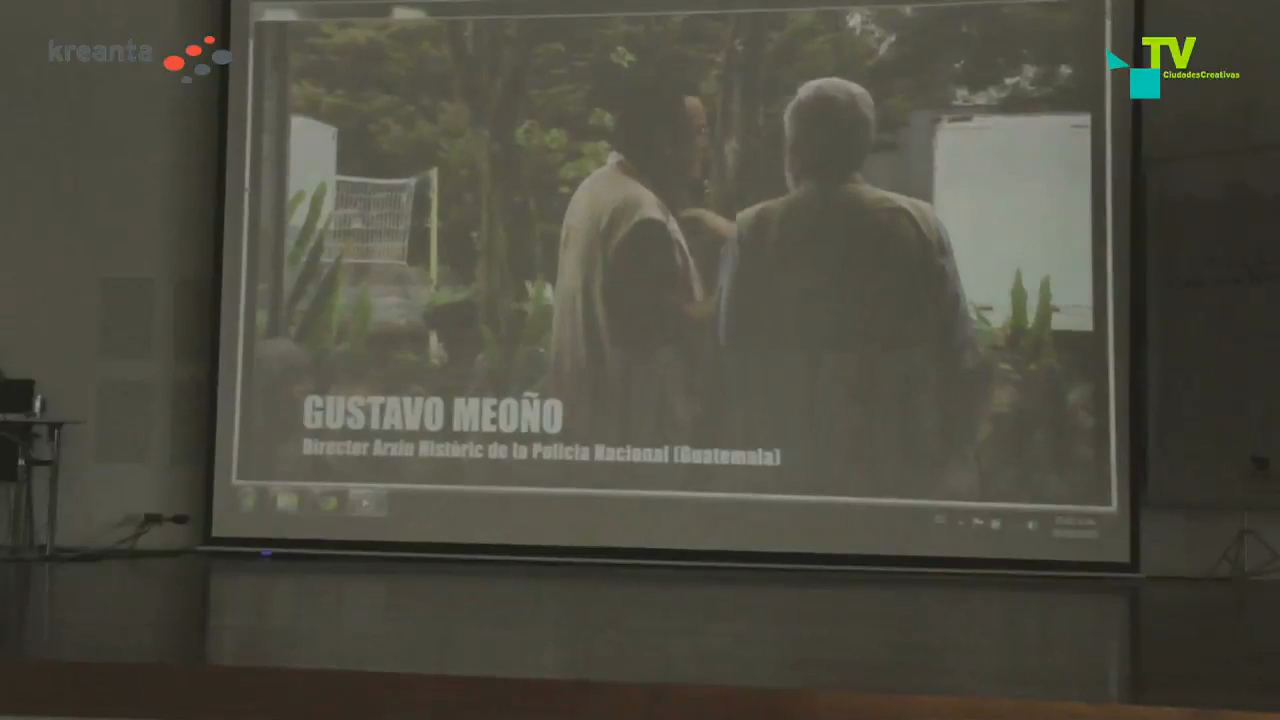 kreanta
TV
CiudadesCreativas
GUSTAVO MEOÑO
Director Arxiu Històric de la Policia Nacional (Guatemala)